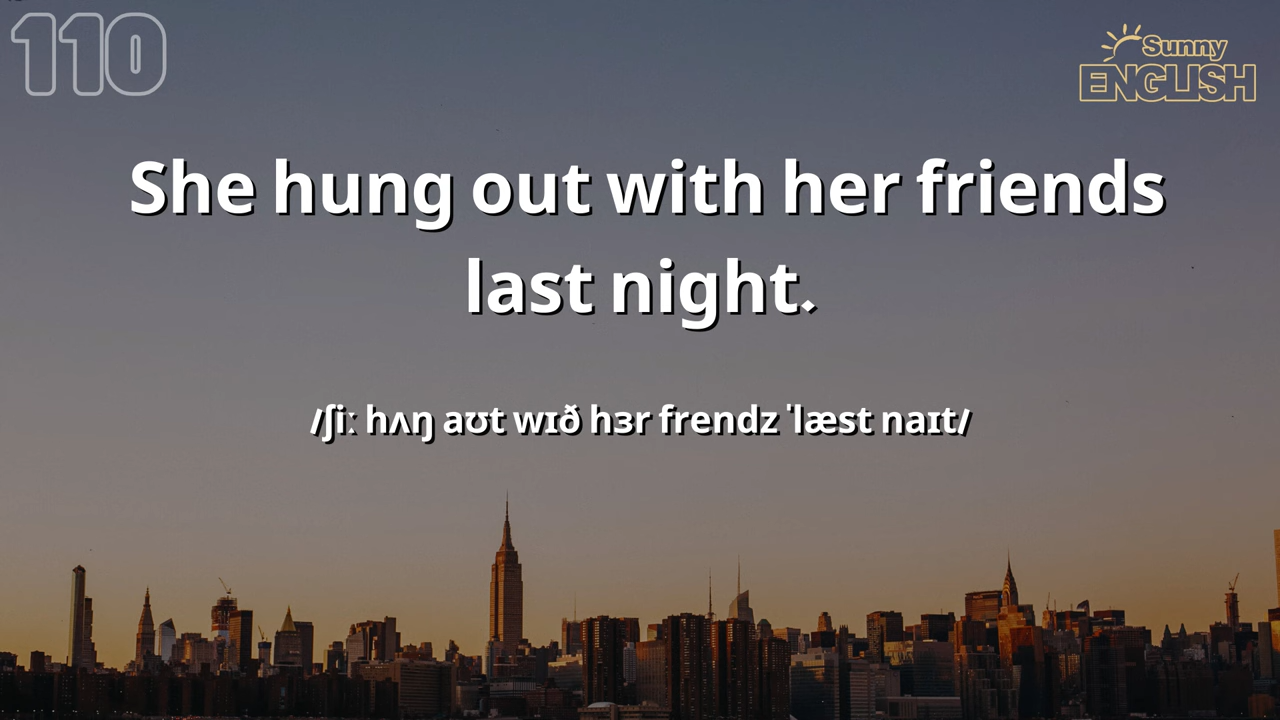 110
Sunny
ENGLISH
She hung out with her friends
last night.
/ʃiː hʌŋ aʊt wɪð hɜr frendz ˈlæst naɪt/